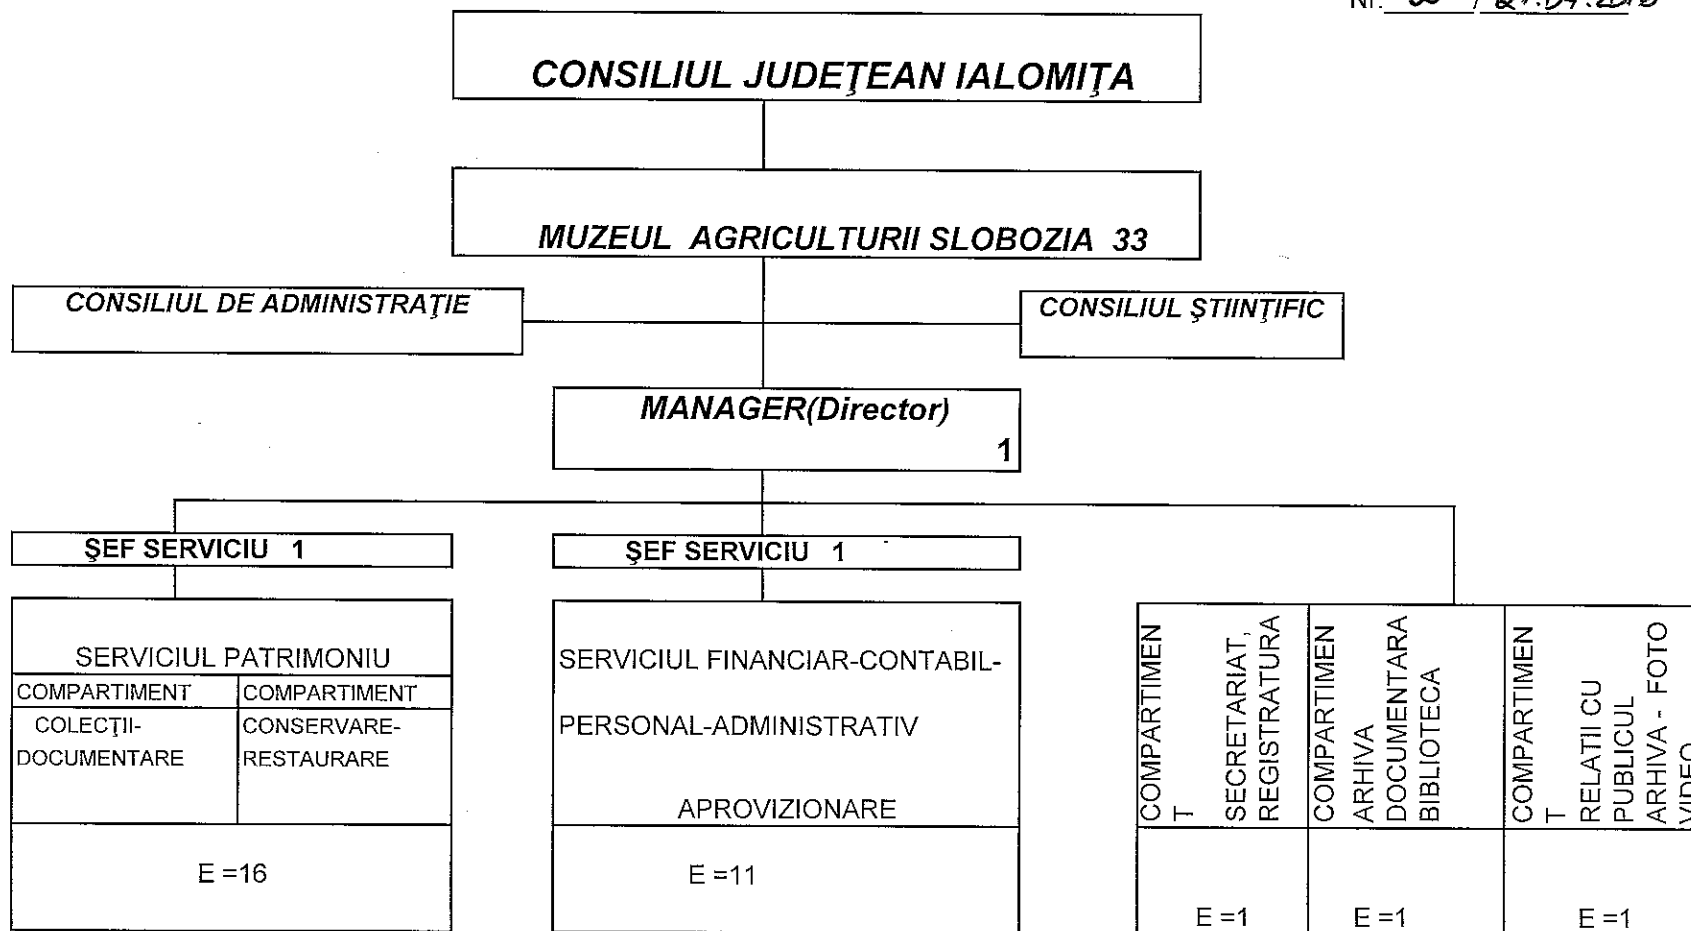 Nr. /
CONSILIUL JUDEŢEAN IALOMIŢA
MUZEUL AGRICULTURII SLOBOZIA 33
CONSILIUL DE ADMINISTRAŢIE
CONSILIUL ŞTIINŢIFIC
MANAGER(Director)
1
ŞEF SERVICIU 1
ŞEF SERVICIU 1
SERVICIUL PATRIMONIU
COMPARTIMENT
COLECŢII-
DOCUMENTARE
COMPARTIMENT
CONSERVARE-
RESTAURARE
E =16
SERVICIUL FINANCIAR-CONTABIL-
PERSONAL-ADMINISTRATIV
APROVIZIONARE
E =11
COMPARTIMEN
T
SECRETARIAT,
REGISTRATURA
E =1
COMPARTIMEN
ARHIVA
DOCUMENTARA
BIBLIOTECA
E =1
COMPARTIMEN
T
RELATII CU
PUBLICUL
ARHIVA - FOTO
VIDEO
E =1